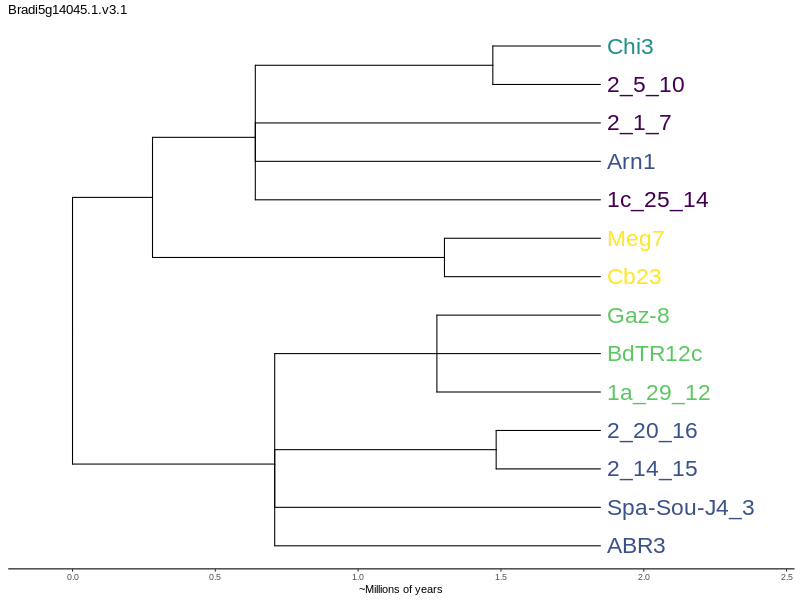 Bradi5g14045.1.v3.1
Chi3
2_5_10
2_1_7
Arn1
1c_25_14
Meg7
Cb23
Gaz-8
BdTR12c
1a_29_12
2_20_16
2_14_15
Spa-Sou-J4_3
ABR3
0.0 0.5 1.0 1.5 2.0 2.5
~Millions of years